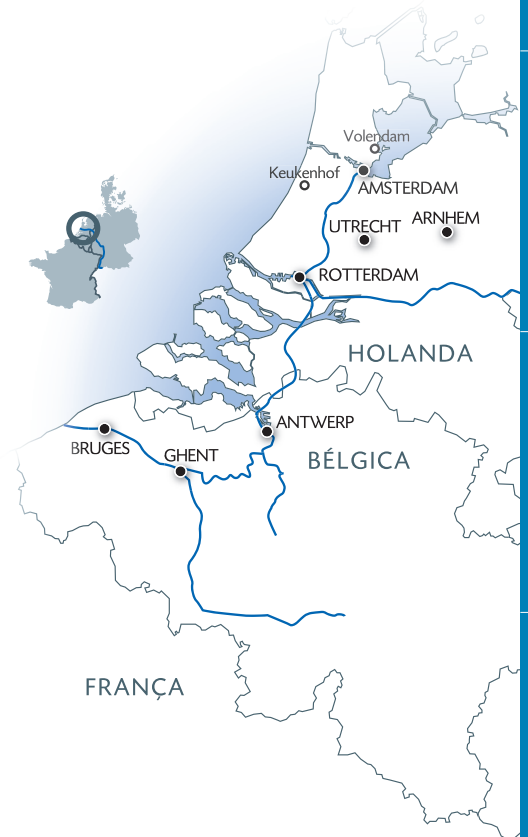 Volendam
Keukenhof
AMSTERDAM
UTRECHT
ARNHEM
ROTTERDAM
HOLANDA
ANTWERP
BRUGES
GHENT
BÉLGICA
FRANÇA